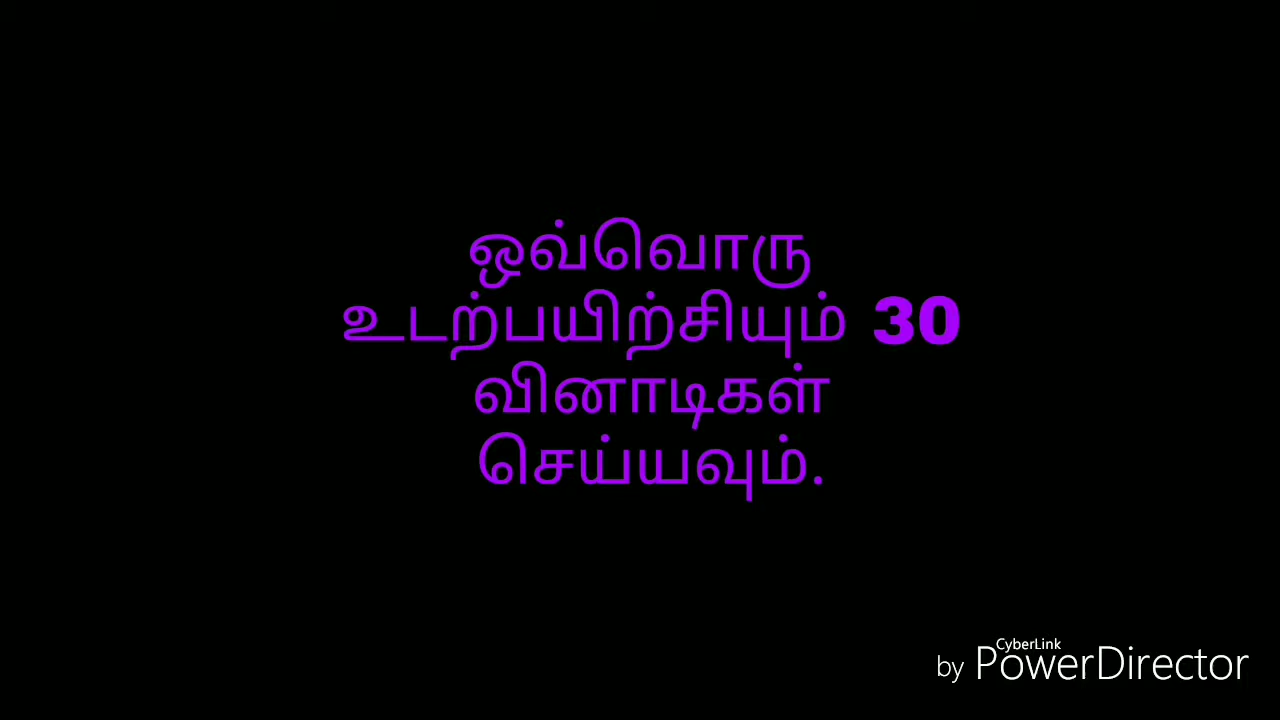 ஒவ்வொரு
உடற்பயிற்சியும் 30
வினாடிகள்
செய்யவும்.
CyberLink
by PowerDirector